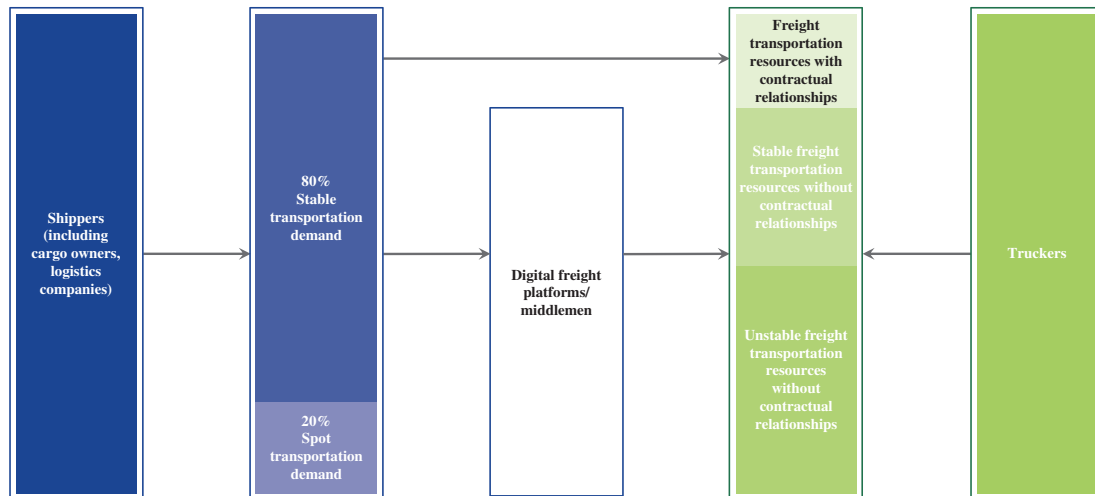 Shippers
(including
cargo owners,
logistics
companies)
80%
Stable
transportation
demand
20%
Spot
transportation
demand
Digital freight
platforms/
middlemen
Freight
transportation
resources with
contractual
relationships
Stable freight
transportation
resources without
contractual
relationships
Unstable freight
transportation
resources
without
contractual
relationships
Truckers